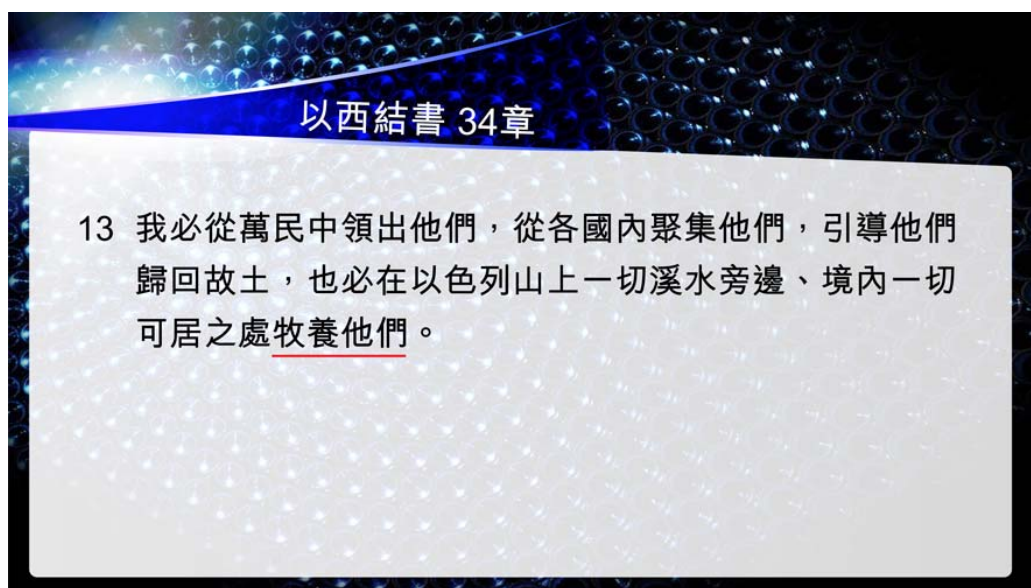 以西結書 34章
13 我必從萬民中領出他們，從各國內聚集他們，引導他們
歸回故土，也必在以色列山上一切溪水旁邊、境內一切
可居之處牧養他們。